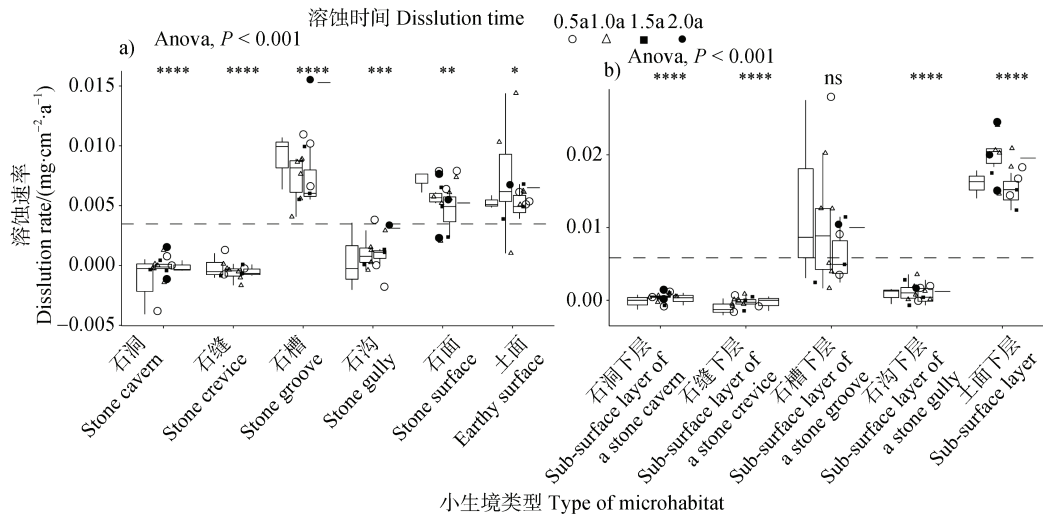 溶蚀时间 Disslution time
0.5a 1.0a 1.5a 2.0a
a)
Anova, P < 0.001
**** **** **** *** ** *
溶蚀速率
Disslution rate/(mg·cm⁻²·a⁻¹)
0.015
0.010
0.005
0.000
−0.005
石洞
Stone cavern
石缝
Stone crevice
石槽
Stone groove
石沟
Stone gully
石面
Stone surface
土面
Earthy surface
b)
Anova, P < 0.001
**** **** ns **** ****
0.02
0.01
0.00
石洞下层
Sub-surface layer of
a stone cavern
石缝下层
Sub-surface layer of
a stone crevice
石槽下层
Sub-surface layer of
a stone groove
石沟下层
Sub-surface layer of
a stone gully
土面下层
Sub-surface layer
小生境类型 Type of microhabitat